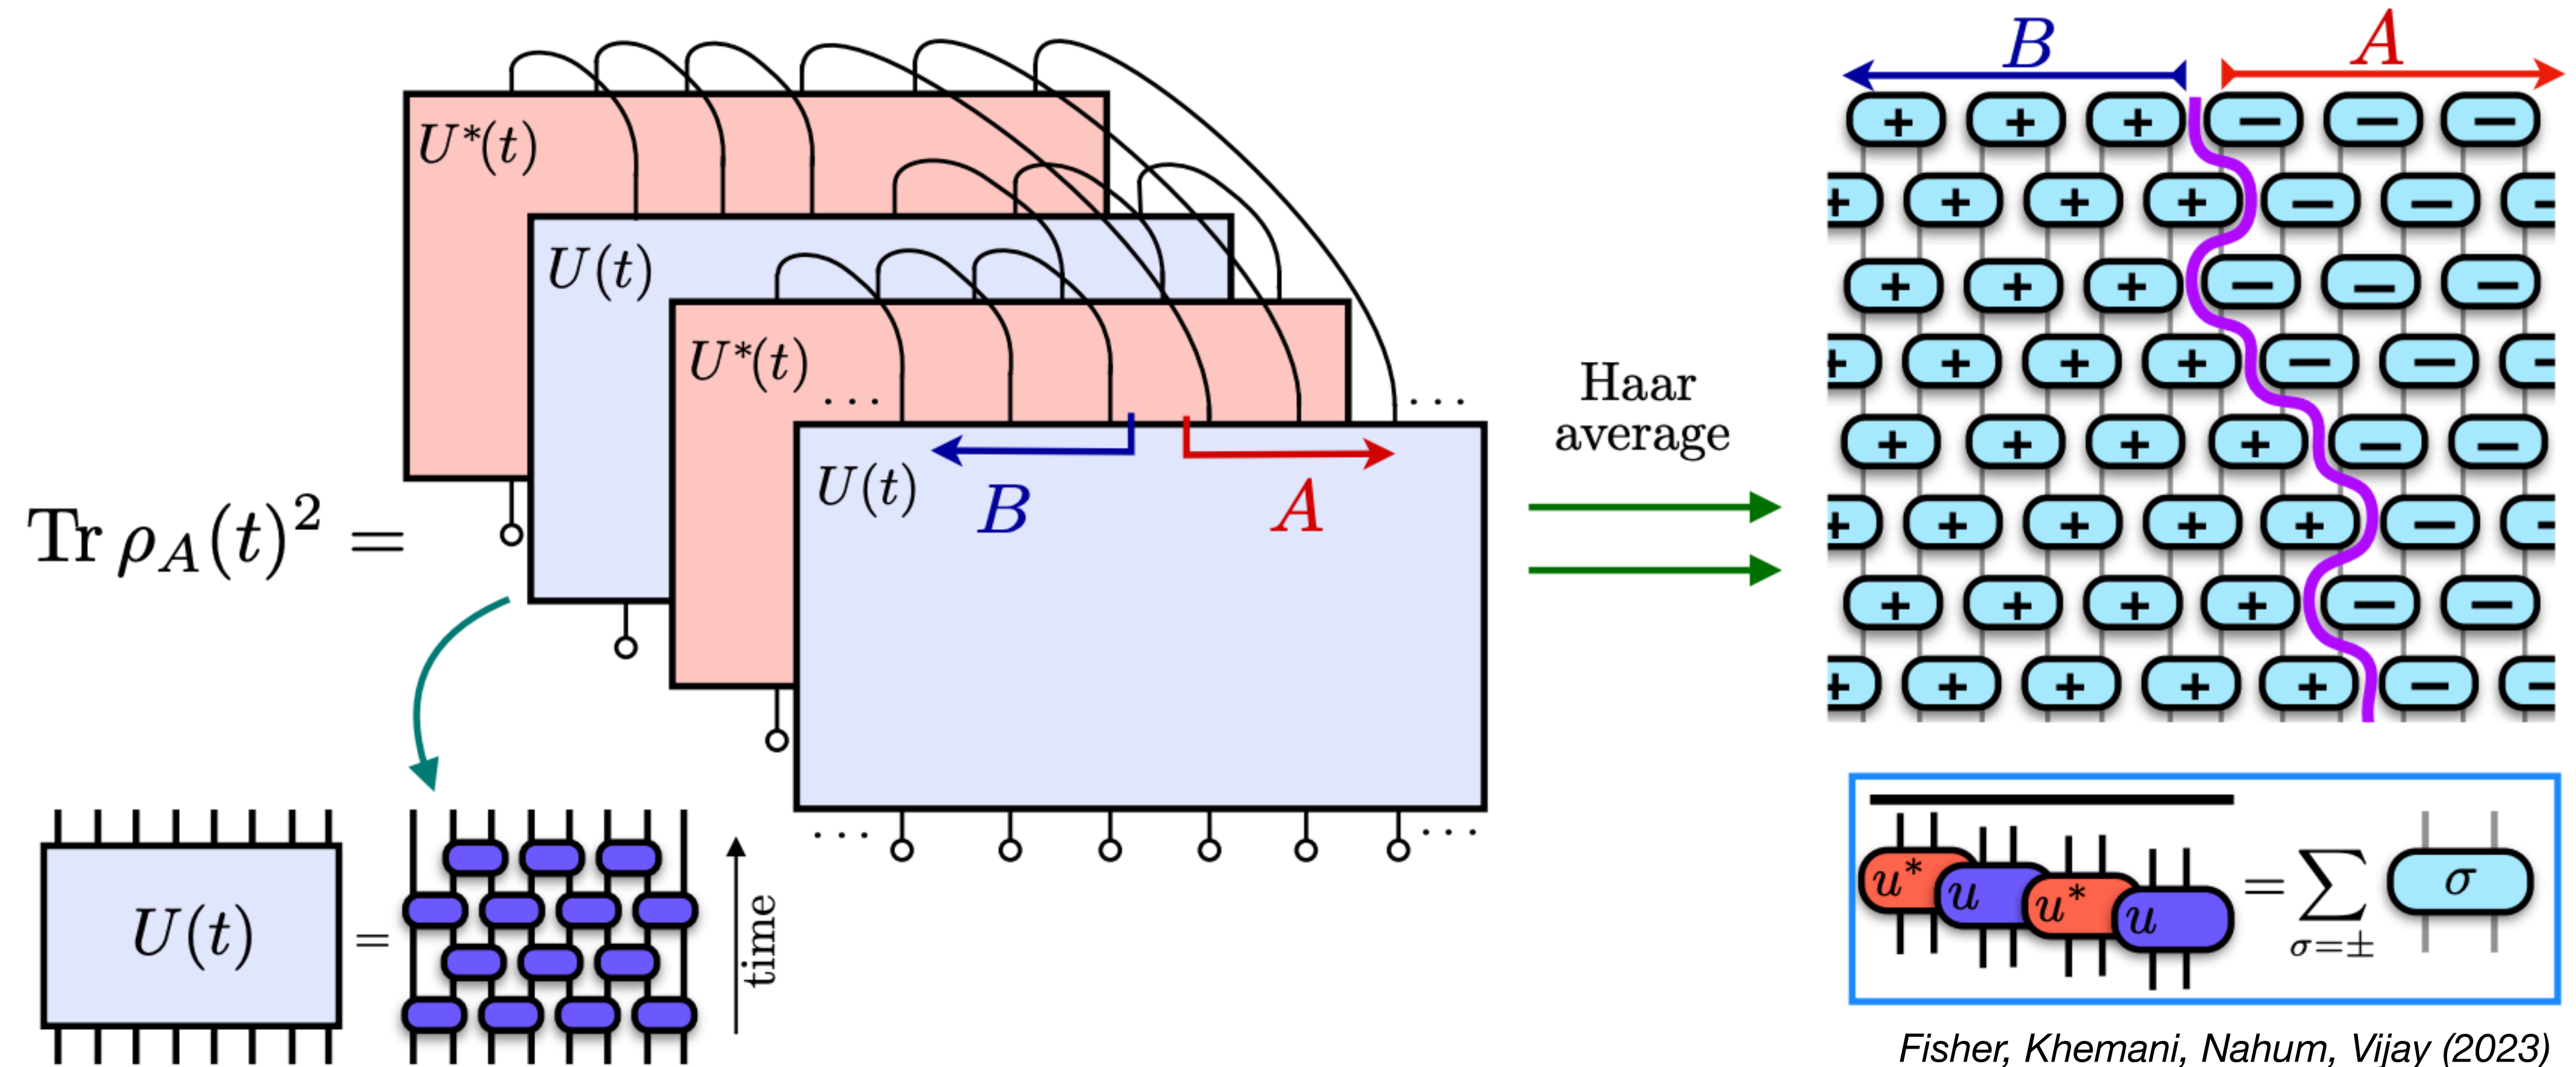 Tr ρ_A(t)² =
U*(t)
U(t)
U*(t)
...
...
U(t)
B
A
...
...
U(t)
=
time
Haar
average
B
A
+ + + − − −
+ + + + − − -
+ + + − − −
+ + + + − − -
+ + + + − −
+ + + + + − -
+ + + + − −
+ + + + + − -
u* u u* u = ∑ σ
σ=±
Fisher, Khemani, Nahum, Vijay (2023)